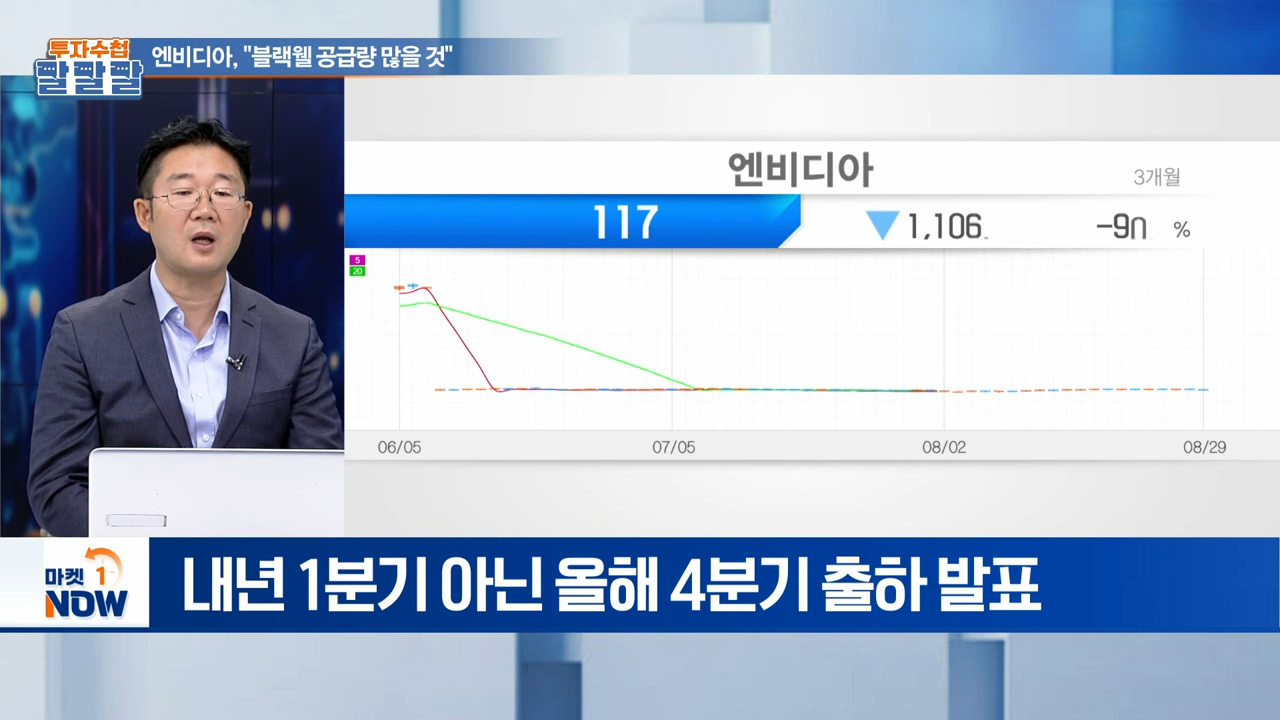 투자수첩
팔팔팔
엔비디아, "블랙웰 공급량 많을 것"
엔비디아
3개월
117
▼ 1,106
%
5
20
06/05 07/05 08/02 08/29
마켓 1
NOW
내년 1분기 아닌 올해 4분기 출하 발표